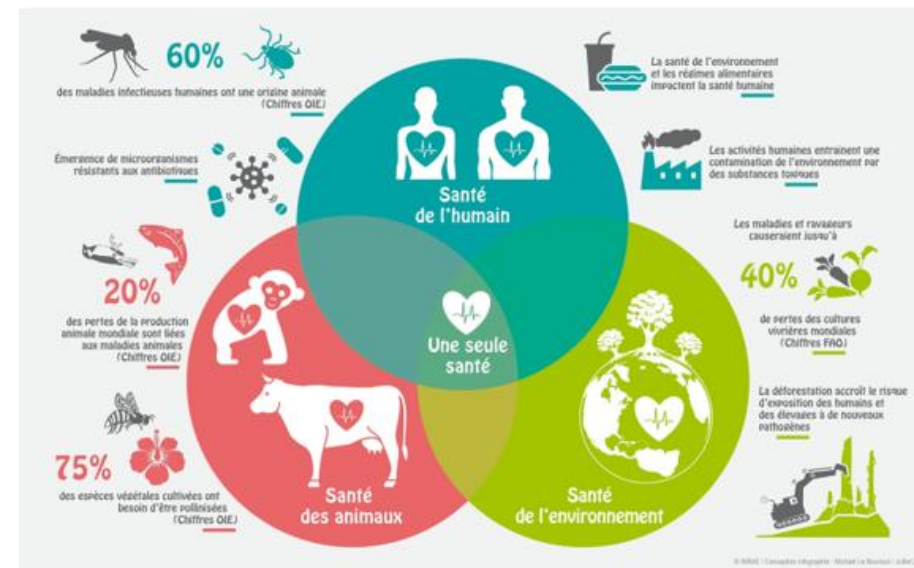 60%
des maladies infectieuses humaines ont une origine animale
(Chiffres OIE)
Émergence de microorganismes
résistants aux antibiotiques
20%
des pertes de la production
animale mondiale sont liées
aux maladies animales
(Chiffres OIE)
75%
des espèces végétales cultivées ont
besoin d'être pollinisées
(Chiffres OIE)
Santé
de l'humain
Une seule
santé
Santé
des animaux
Santé
de l'environnement
La santé de l'environnement
et les régimes alimentaires
impactent la santé humaine
Les activités humaines entrainent une
contamination de l'environnement par
des substances toxiques
Les maladies et ravageurs
causeraient jusqu'à
40%
de pertes des cultures
vivrières mondiales
(Chiffres FAO)
La déforestation accroît le risque
d'exposition des humains et
des élevages à de nouveaux
pathogènes